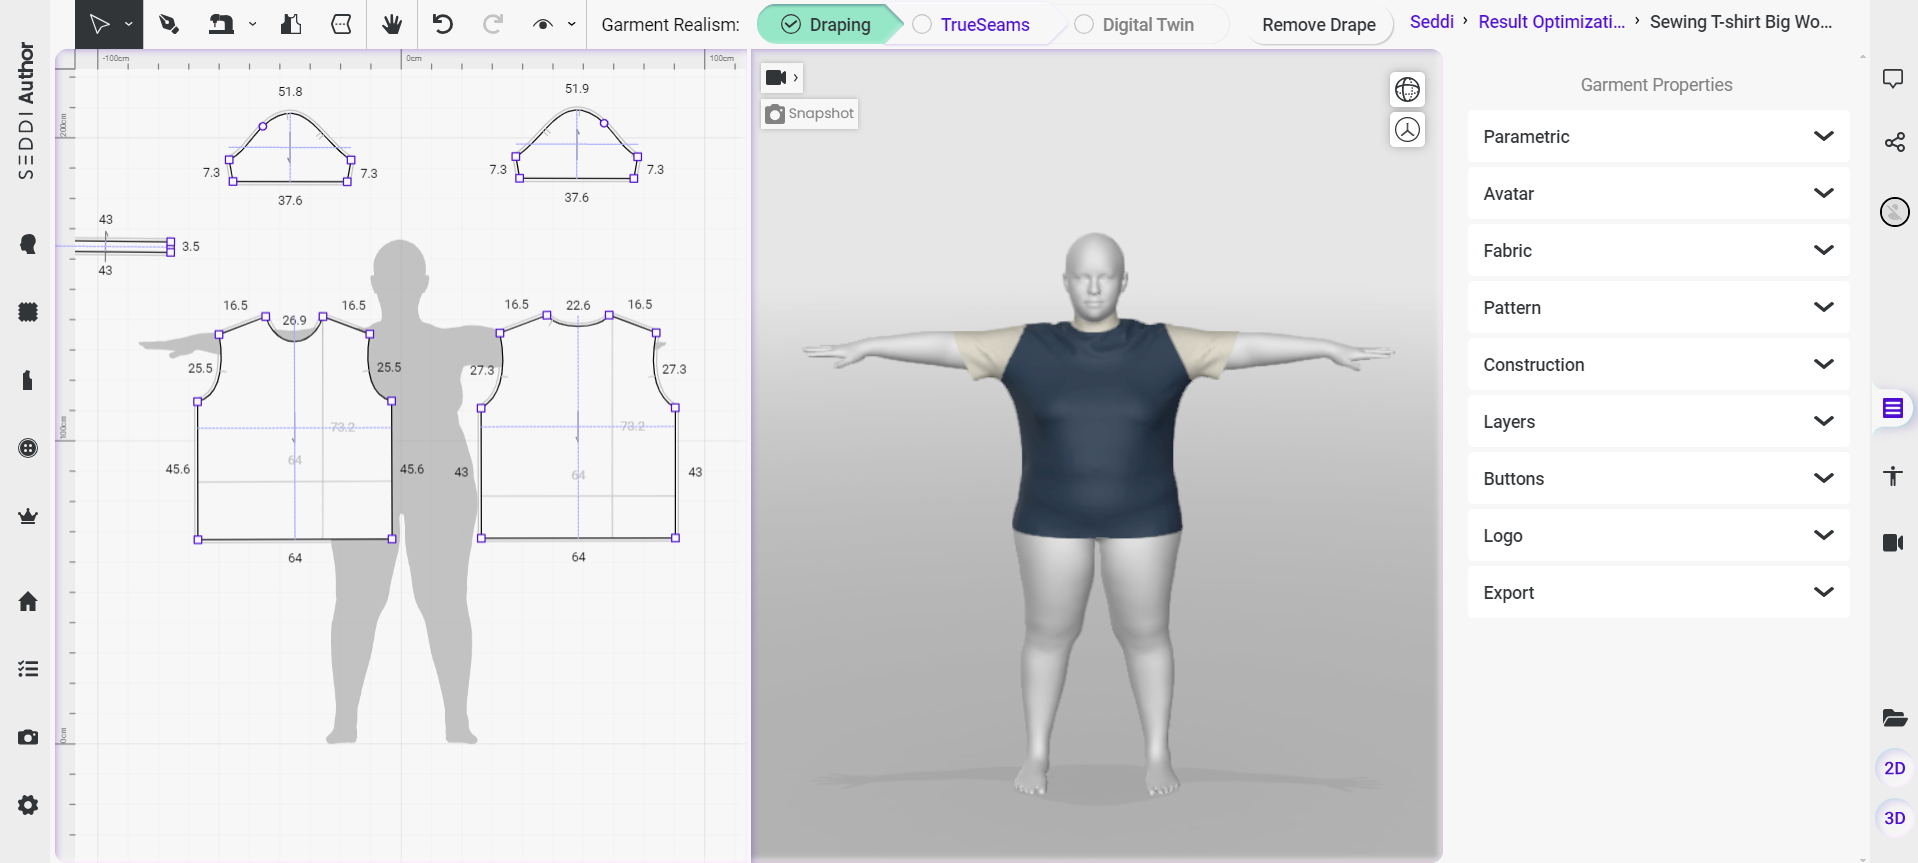 SEDDI Author
Garment Realism:
Draping
TrueSeams
Digital Twin
Remove Drape
Seddi › Result Optimizati... › Sewing T-shirt Big Wo...
-100cm
0cm
100cm
200cm
100cm
0cm
51.8
7.3
7.3
37.6
51.9
7.3
7.3
37.6
43
3.5
43
16.5
26.9
16.5
25.5
25.5
73.2
64
45.6
45.6
64
16.5
22.6
16.5
27.3
27.3
73.2
64
43
43
64
Snapshot
Garment Properties
Parametric
Avatar
Fabric
Pattern
Construction
Layers
Buttons
Logo
Export
2D
3D